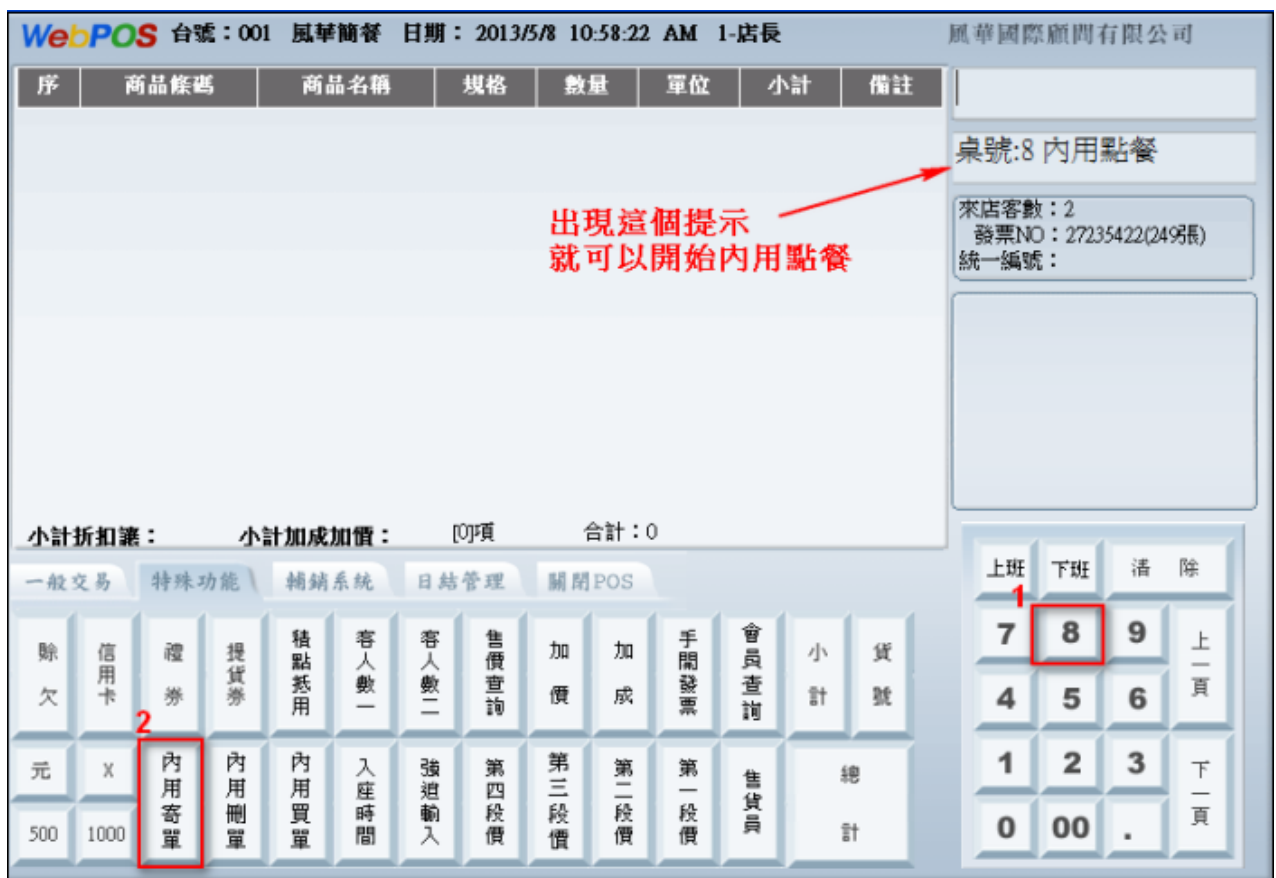 WebPOS 台號：001 風華簡餐 日期： 2013/5/8 10:58:22 AM 1-店長
風華國際顧問有限公司
序 商品條碼 商品名稱 規格 數量 單位 小計 備註
桌號:8 內用點餐
出現這個提示
就可以開始內用點餐
來店客數：2
發票NO：27235422(249張)
統一編號：
小計折扣讓： 小計加成加價： [0]項 合計：0
一般交易 特殊功能 輔銷系統 日結管理 關閉POS
賒欠 信用卡 禮券 提貨券 積點抵用 客人數一 客人數二 售價查詢 加價 加成 手開發票 會員查詢 小計 貨號
2
元 X 內用寄單 內用刪單 內用買單 入座時間 強迫輸入 第四段價 第三段價 第二段價 第一段價 售貨員 總計
500 1000
上班 下班 清除
1
7 8 9 上一頁
4 5 6
1 2 3 下一頁
0 00 .